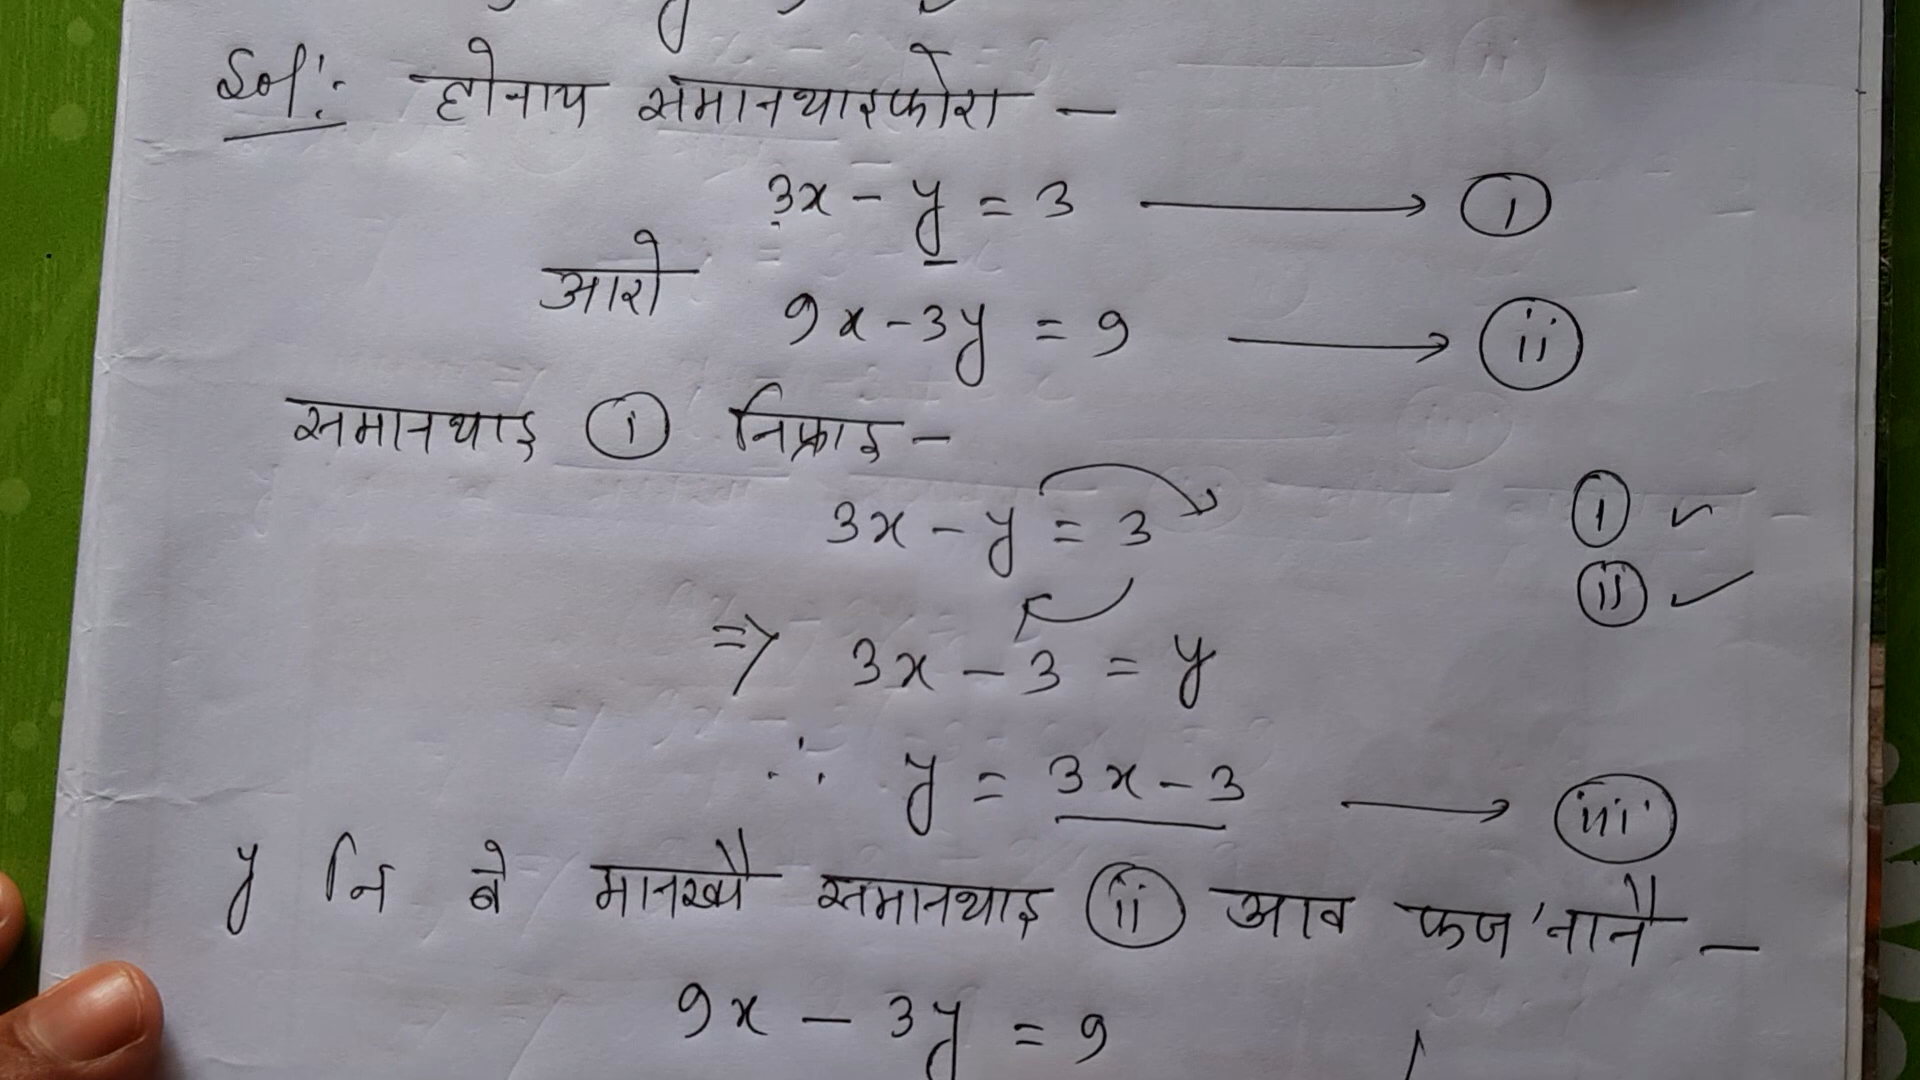 Solⁿ:- होनाय समानथाइफोरा —
3x - y = 3 ⟶ (i)
आरो 9x - 3y = 9 ⟶ (ii)
समानथाइ (i) निफ्राइ -
3x - y = 3
(i) ✓
(ii) ✓
=> 3x - 3 = y
∴ y = 3x - 3 ⟶ (iii)
y नि बे मानखौ समानथाइ (ii) आव फज'नानै -
9x - 3y = 9